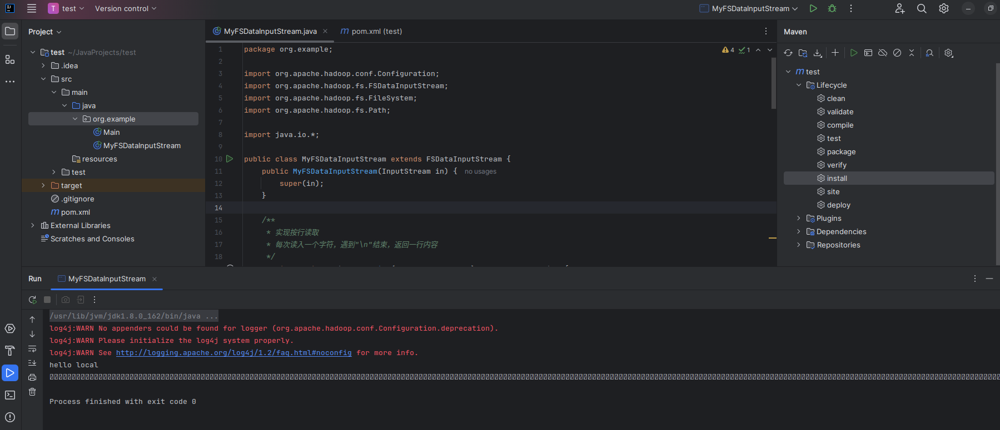 T test Version control MyFSDataInputStream
Project
test ~/JavaProjects/test
.idea
src
main
java
org.example
Main
MyFSDataInputStream
resources
test
target
.gitignore
pom.xml
External Libraries
Scratches and Consoles
MyFSDataInputStream.java
m pom.xml (test)
4 1
1 package org.example;
2
3 import org.apache.hadoop.conf.Configuration;
4 import org.apache.hadoop.fs.FSDataInputStream;
5 import org.apache.hadoop.fs.FileSystem;
6 import org.apache.hadoop.fs.Path;
7
8 import java.io.*;
9
10 public class MyFSDataInputStream extends FSDataInputStream {
11 public MyFSDataInputStream(InputStream in) { no usages
12 super(in);
13 }
14
15 /**
16 * 实现按行读取
17 * 每次读入一个字符，遇到"\n"结束，返回一行内容
18 */
Maven
m test
Lifecycle
clean
validate
compile
test
package
verify
install
site
deploy
Plugins
Dependencies
Repositories
Run MyFSDataInputStream
/usr/lib/jvm/jdk1.8.0_162/bin/java ...
log4j:WARN No appenders could be found for logger (org.apache.hadoop.conf.Configuration.deprecation).
log4j:WARN Please initialize the log4j system properly.
log4j:WARN See http://logging.apache.org/log4j/1.2/faq.html#noconfig for more info.
hello local
Process finished with exit code 0